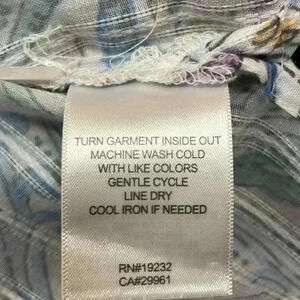 TURN GARMENT INSIDE OUT
MACHINE WASH COLD
WITH LIKE COLORS
GENTLE CYCLE
LINE DRY
COOL IRON IF NEEDED
RN#19232
CA#29961